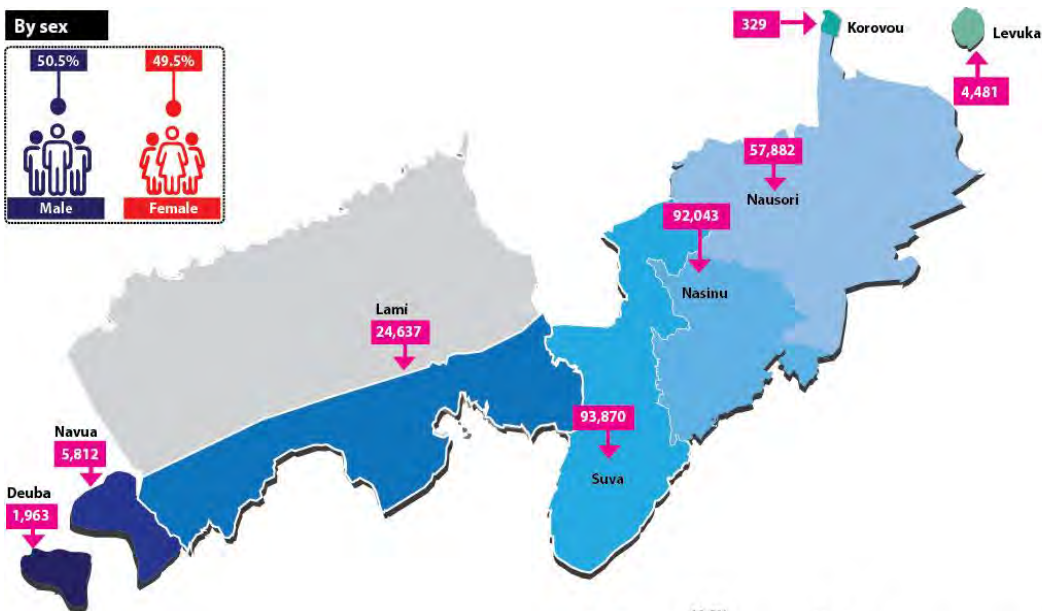 By sex
50.5%
49.5%
Male
Female
329
Korovou
Levuka
4,481
57,882
Nausori
92,043
Nasinu
Lami
24,637
93,870
Suva
Navua
5,812
Deuba
1,963